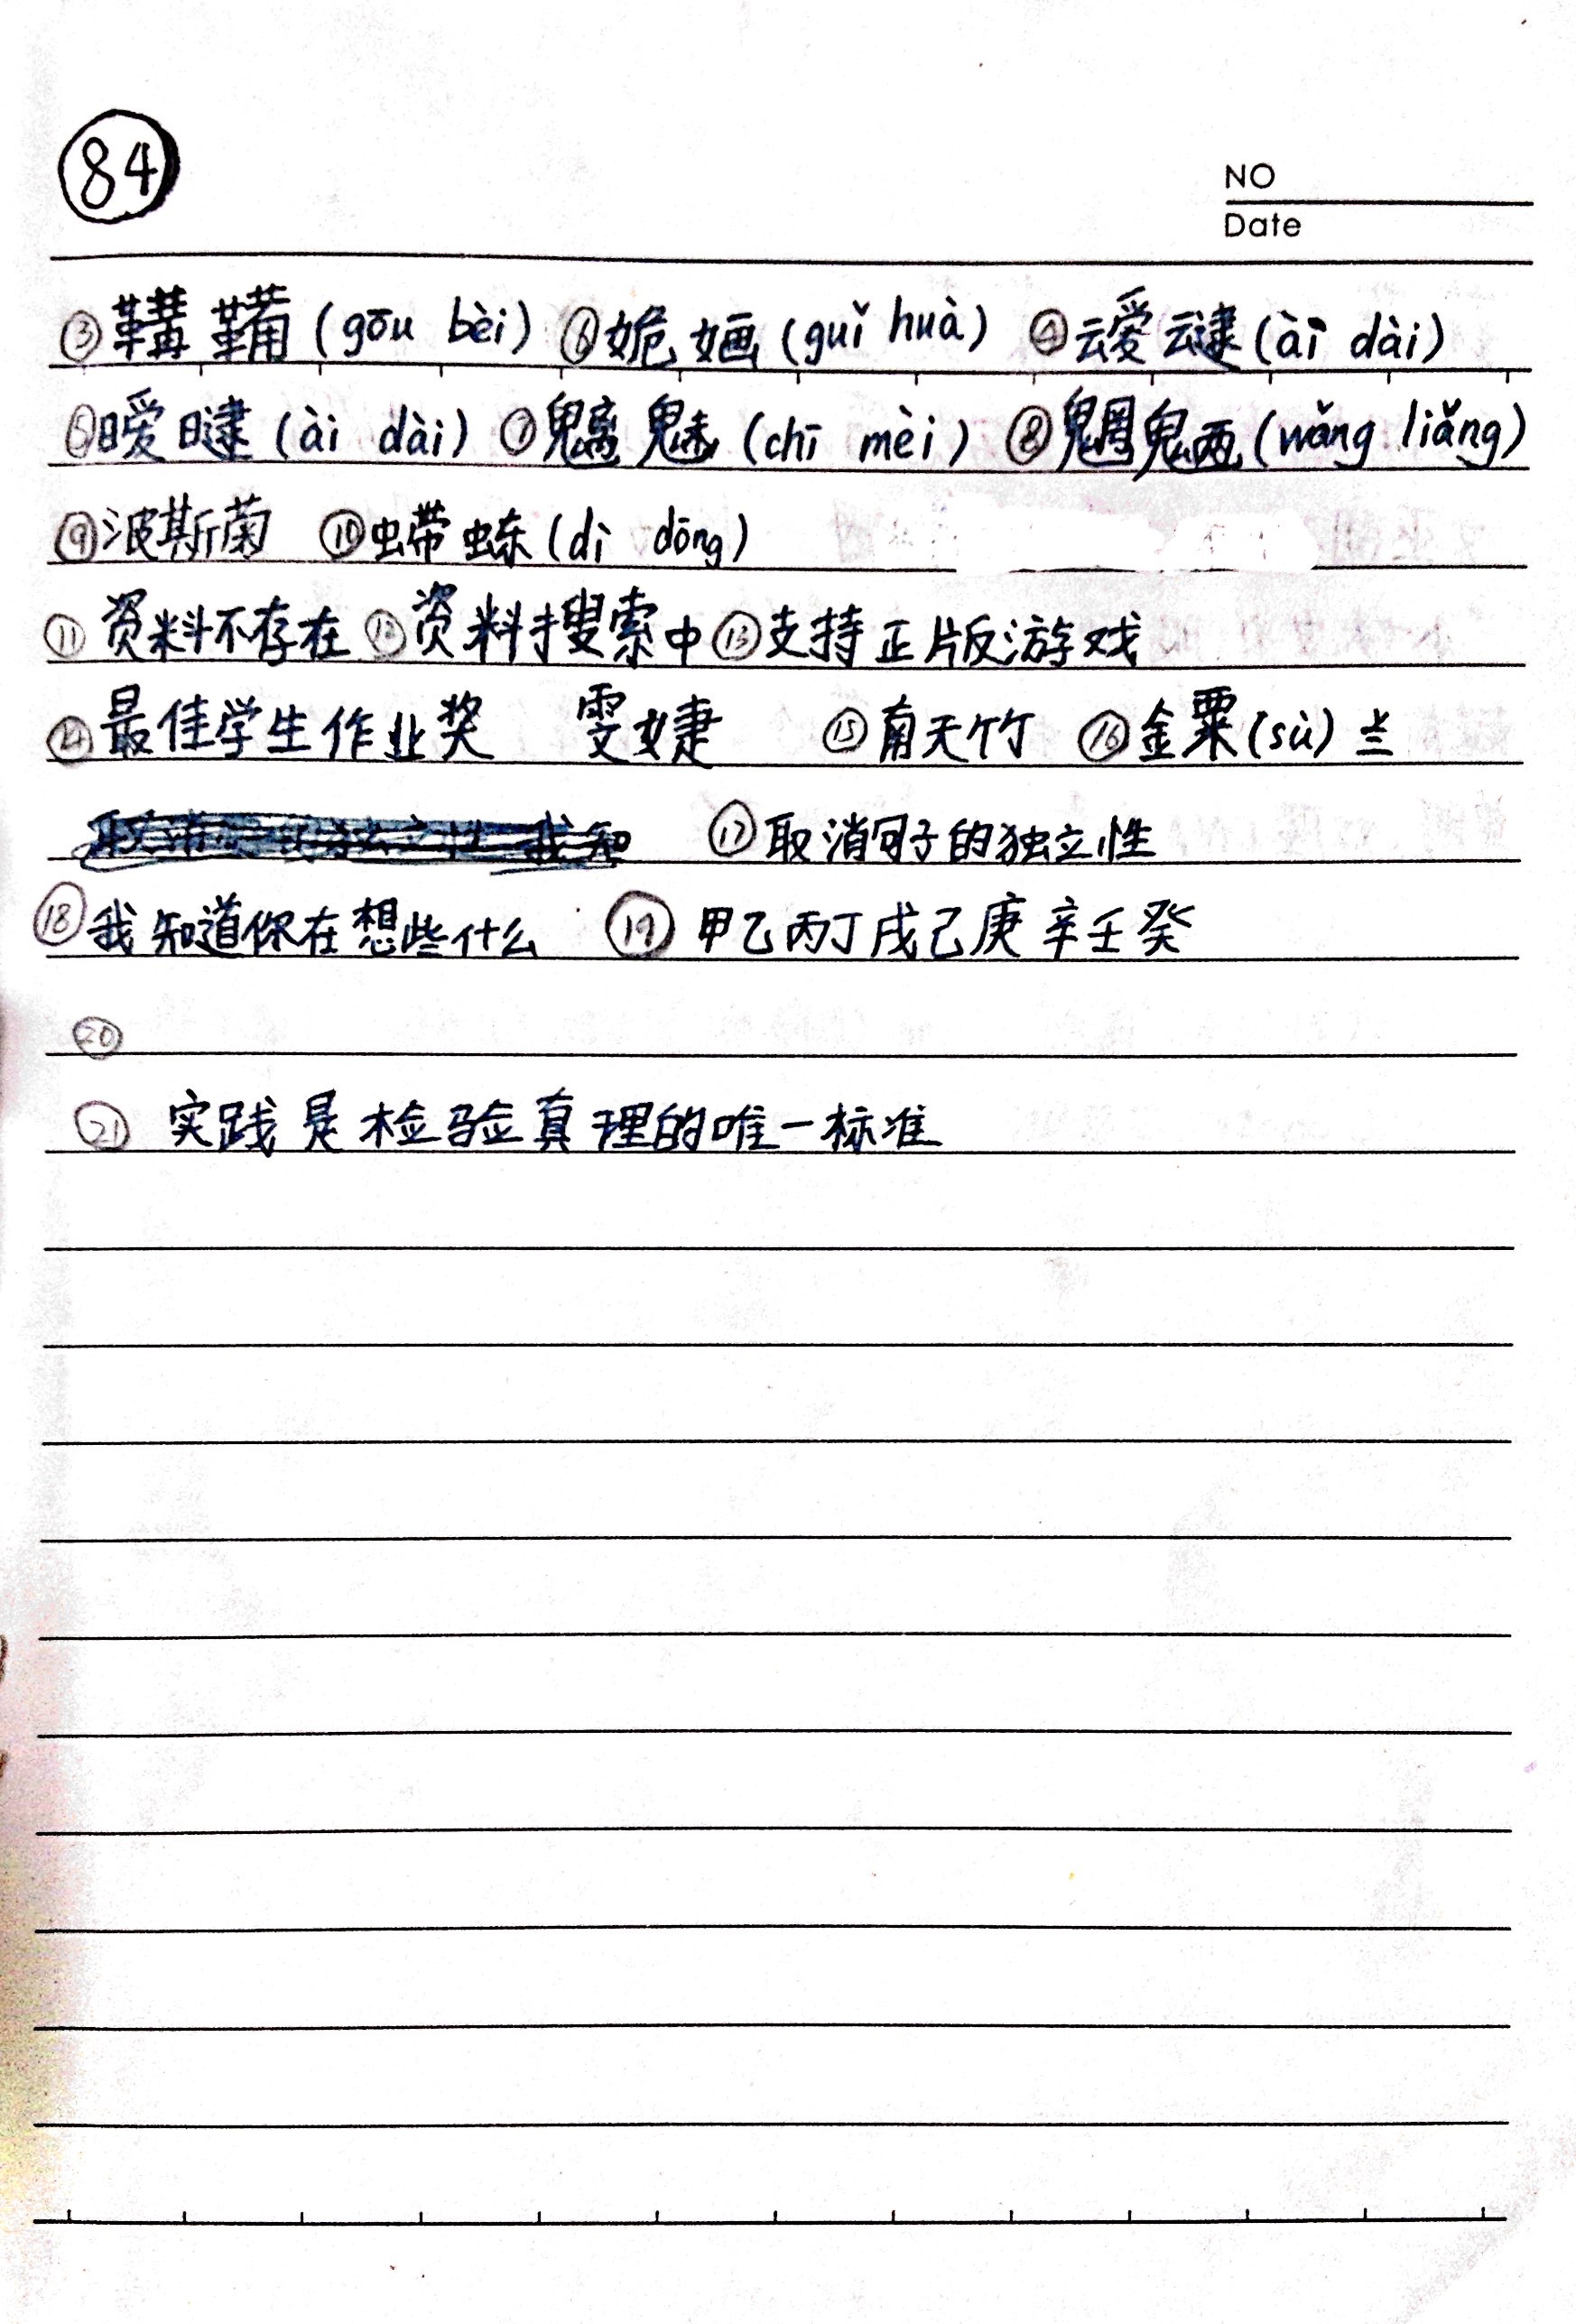 84
NO
Date
③鞲鞴(gōu bèi) ⑥姽婳(guǐ huà) ④叆叇(ài dài)
⑤暧曃(ài dài) ⑦魑魅(chī mèi) ⑧魍魉(wǎng liǎng)
⑨波斯菊 ⑩螮蝀(dì dōng)
⑪资料不存在 ⑫资料搜索中 ⑬支持正版游戏
⑭最佳学生作业奖 雯婕 ⑮南天竹 ⑯金粟(sù)兰
⑰取消句子的独立性
⑱我知道你在想些什么 ⑲甲乙丙丁戊己庚辛壬癸
⑳
㉑ 实践是检验真理的唯一标准